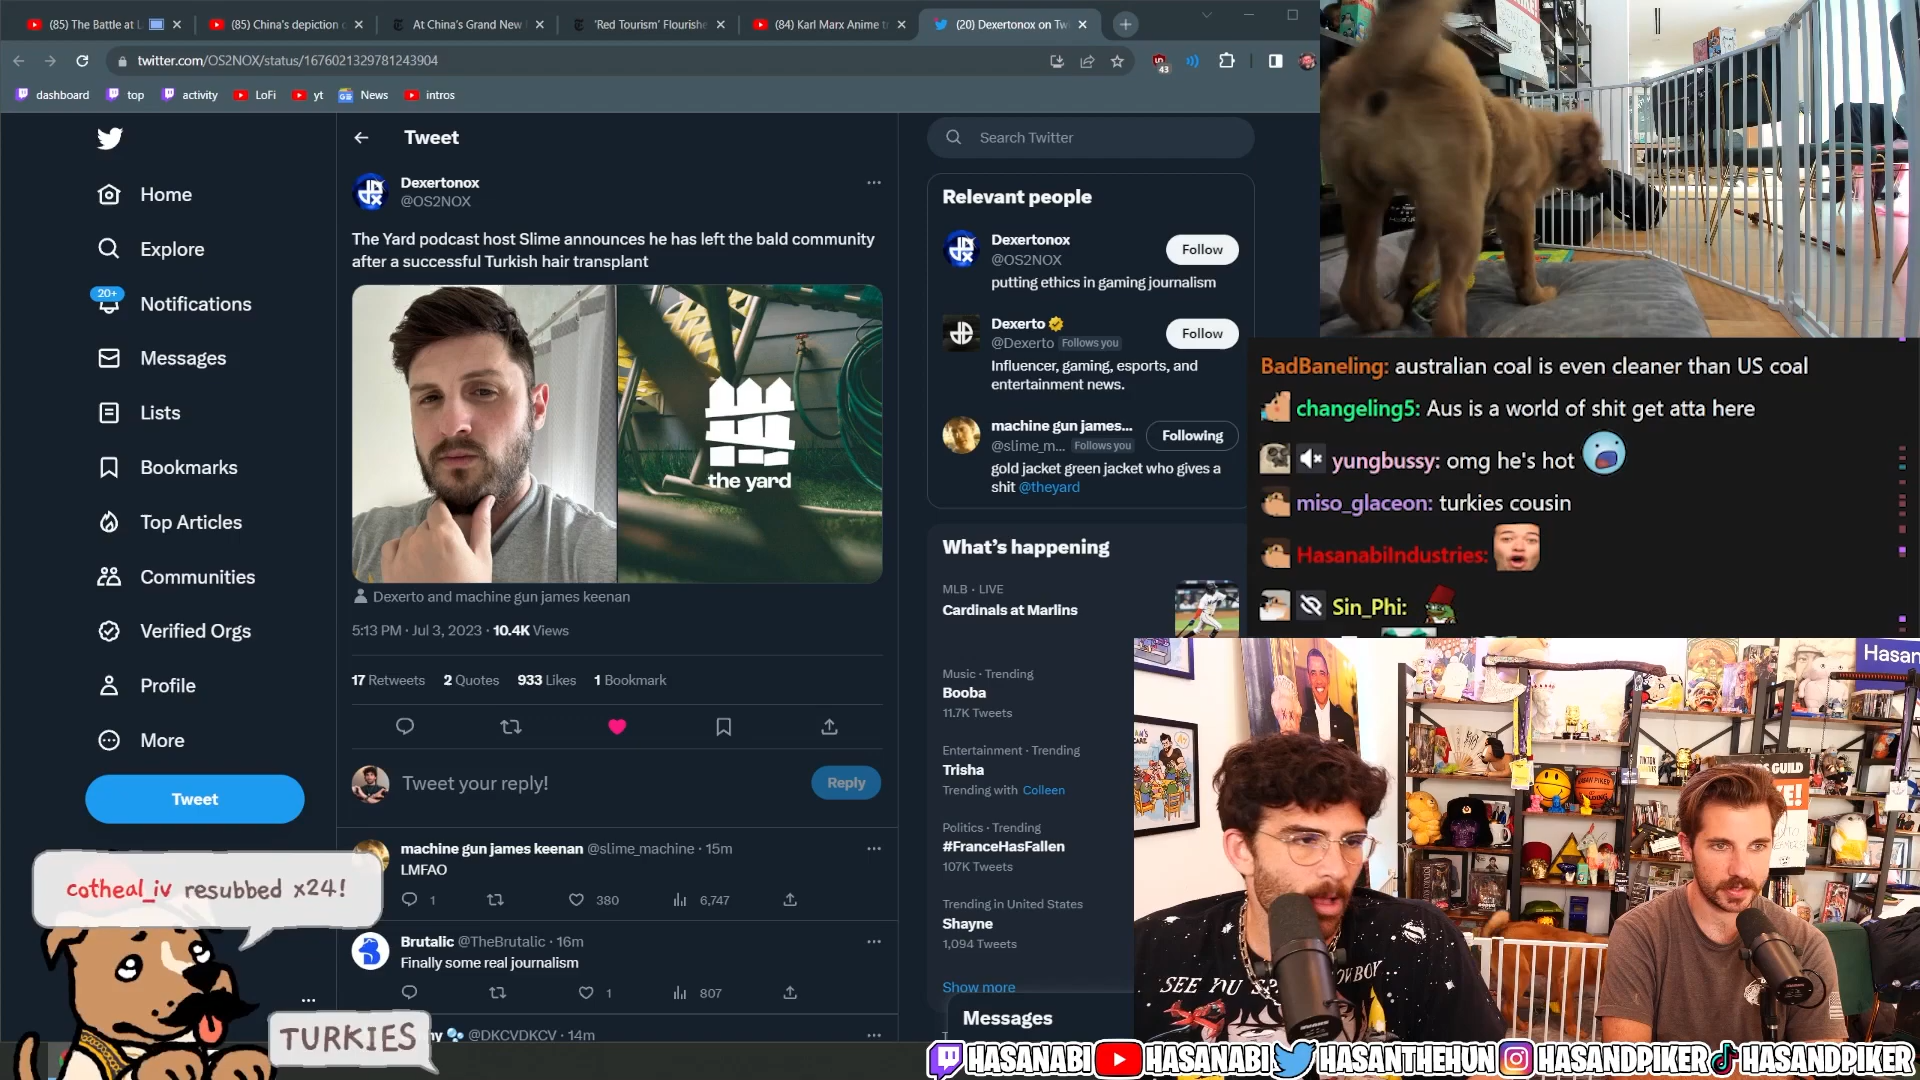 (85) The Battle at L
(85) China's depiction o
At China's Grand New
'Red Tourism' Flourishe
(84) Karl Marx Anime t
(20) Dexertonox on Tw
twitter.com/OS2NOX/status/1676021329781243904
43
dashboard
top
activity
LoFi
yt
News
intros
Home
Explore
20+
Notifications
Messages
Lists
Bookmarks
Top Articles
Communities
Verified Orgs
Profile
More
Tweet
Tweet
Dexertonox
@OS2NOX
The Yard podcast host Slime announces he has left the bald community
after a successful Turkish hair transplant
the yard
Dexerto and machine gun james keenan
5:13 PM · Jul 3, 2023 · 10.4K Views
17 Retweets 2 Quotes 933 Likes 1 Bookmark
Tweet your reply!
Reply
machine gun james keenan @slime_machine · 15m
LMFAO
1 380 6,747
Brutalic @TheBrutalic · 16m
Finally some real journalism
1 807
@DKCVDKCV · 14m
Search Twitter
Relevant people
Dexertonox
@OS2NOX
Follow
putting ethics in gaming journalism
Dexerto
@Dexerto Follows you
Follow
Influencer, gaming, esports, and
entertainment news.
machine gun james...
@slime_m... Follows you
Following
gold jacket green jacket who gives a
shit @theyard
What's happening
MLB · LIVE
Cardinals at Marlins
Music · Trending
Booba
11.7K Tweets
Entertainment · Trending
Trisha
Trending with Colleen
Politics · Trending
#FranceHasFallen
107K Tweets
Trending in United States
Shayne
1,094 Tweets
Show more
Messages
BadBaneling: australian coal is even cleaner than US coal
changeling5: Aus is a world of shit get atta here
yungbussy: omg he's hot
miso_glaceon: turkies cousin
HasanabiIndustries:
Sin_Phi:
Hasan
GUILD
SEE YOU SP
OWBOY
catheal_iv resubbed x24!
TURKIES
HASANABI
HASANABI
HASANTHEHUN
HASANDPIKER
HASANDPIKER